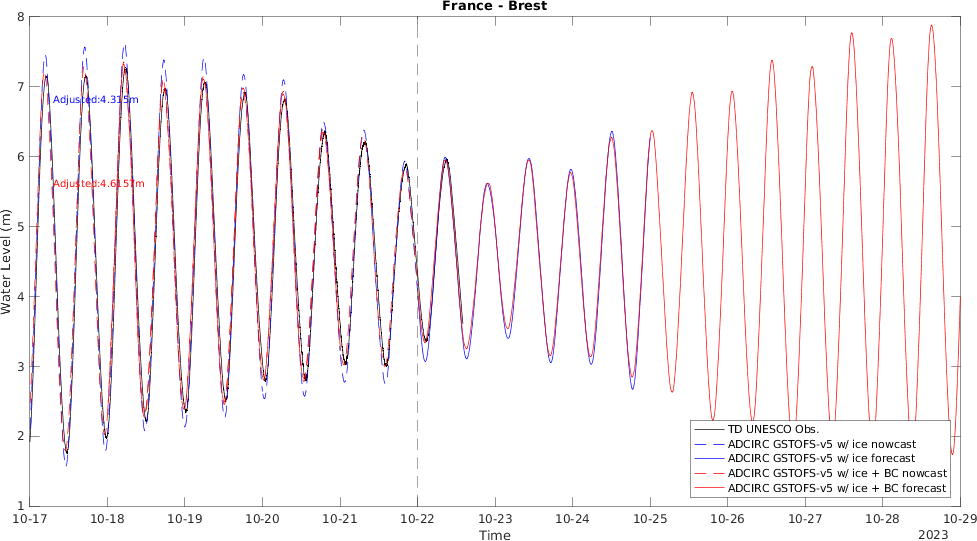 France - Brest
8
7
6
5
4
3
2
1
Water Level (m)
Adjusted:4.315m
Adjusted:4.6157m
TD UNESCO Obs.
ADCIRC GSTOFS-v5 w/ ice nowcast
ADCIRC GSTOFS-v5 w/ ice forecast
ADCIRC GSTOFS-v5 w/ ice + BC nowcast
ADCIRC GSTOFS-v5 w/ ice + BC forecast
10-17 10-18 10-19 10-20 10-21 10-22 10-23 10-24 10-25 10-26 10-27 10-28 10-29
Time
2023